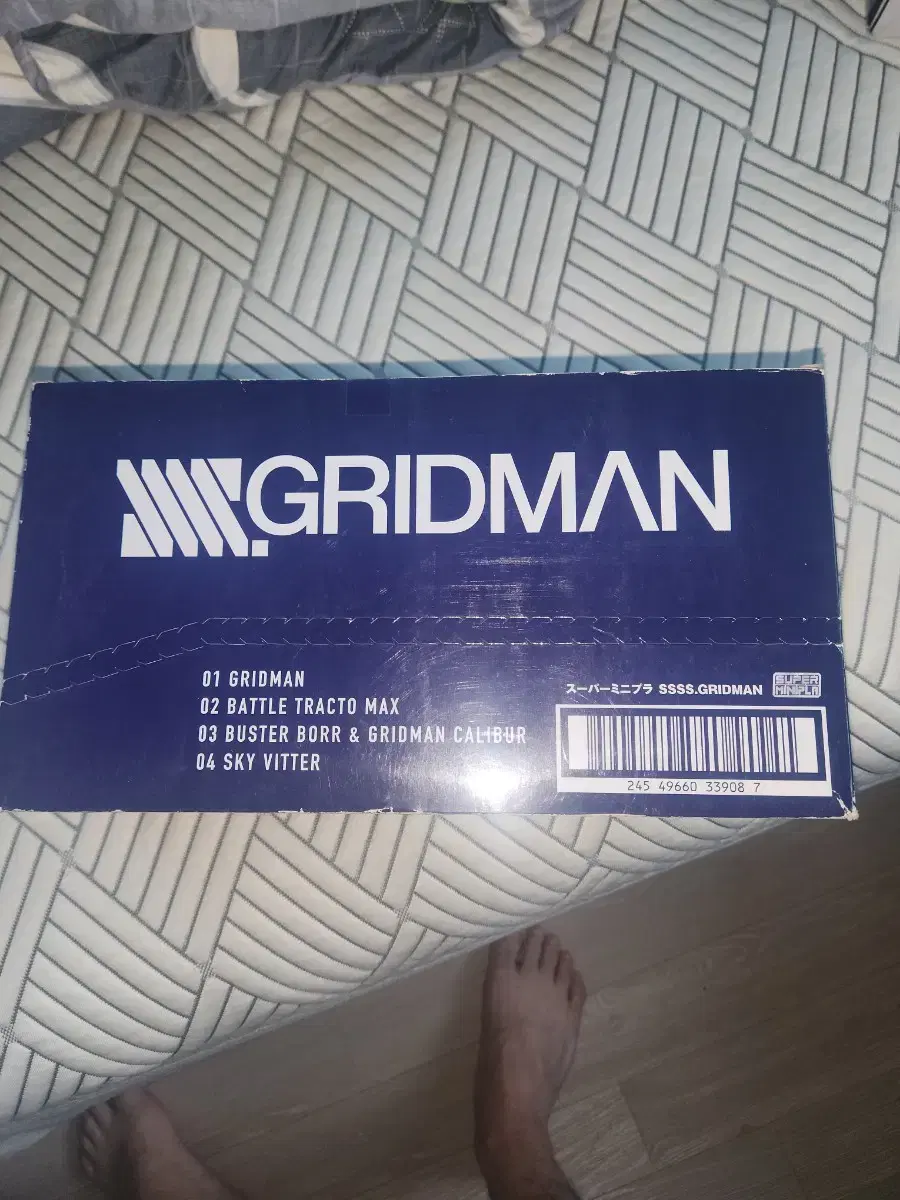 SSSS.GRIDMAN
01 GRIDMAN
02 BATTLE TRACTO MAX
03 BUSTER BORR & GRIDMAN CALIBUR
04 SKY VITTER
スーパーミニプラ SSSS.GRIDMAN
SUPER
MINIPLA
245 49660 33908 7